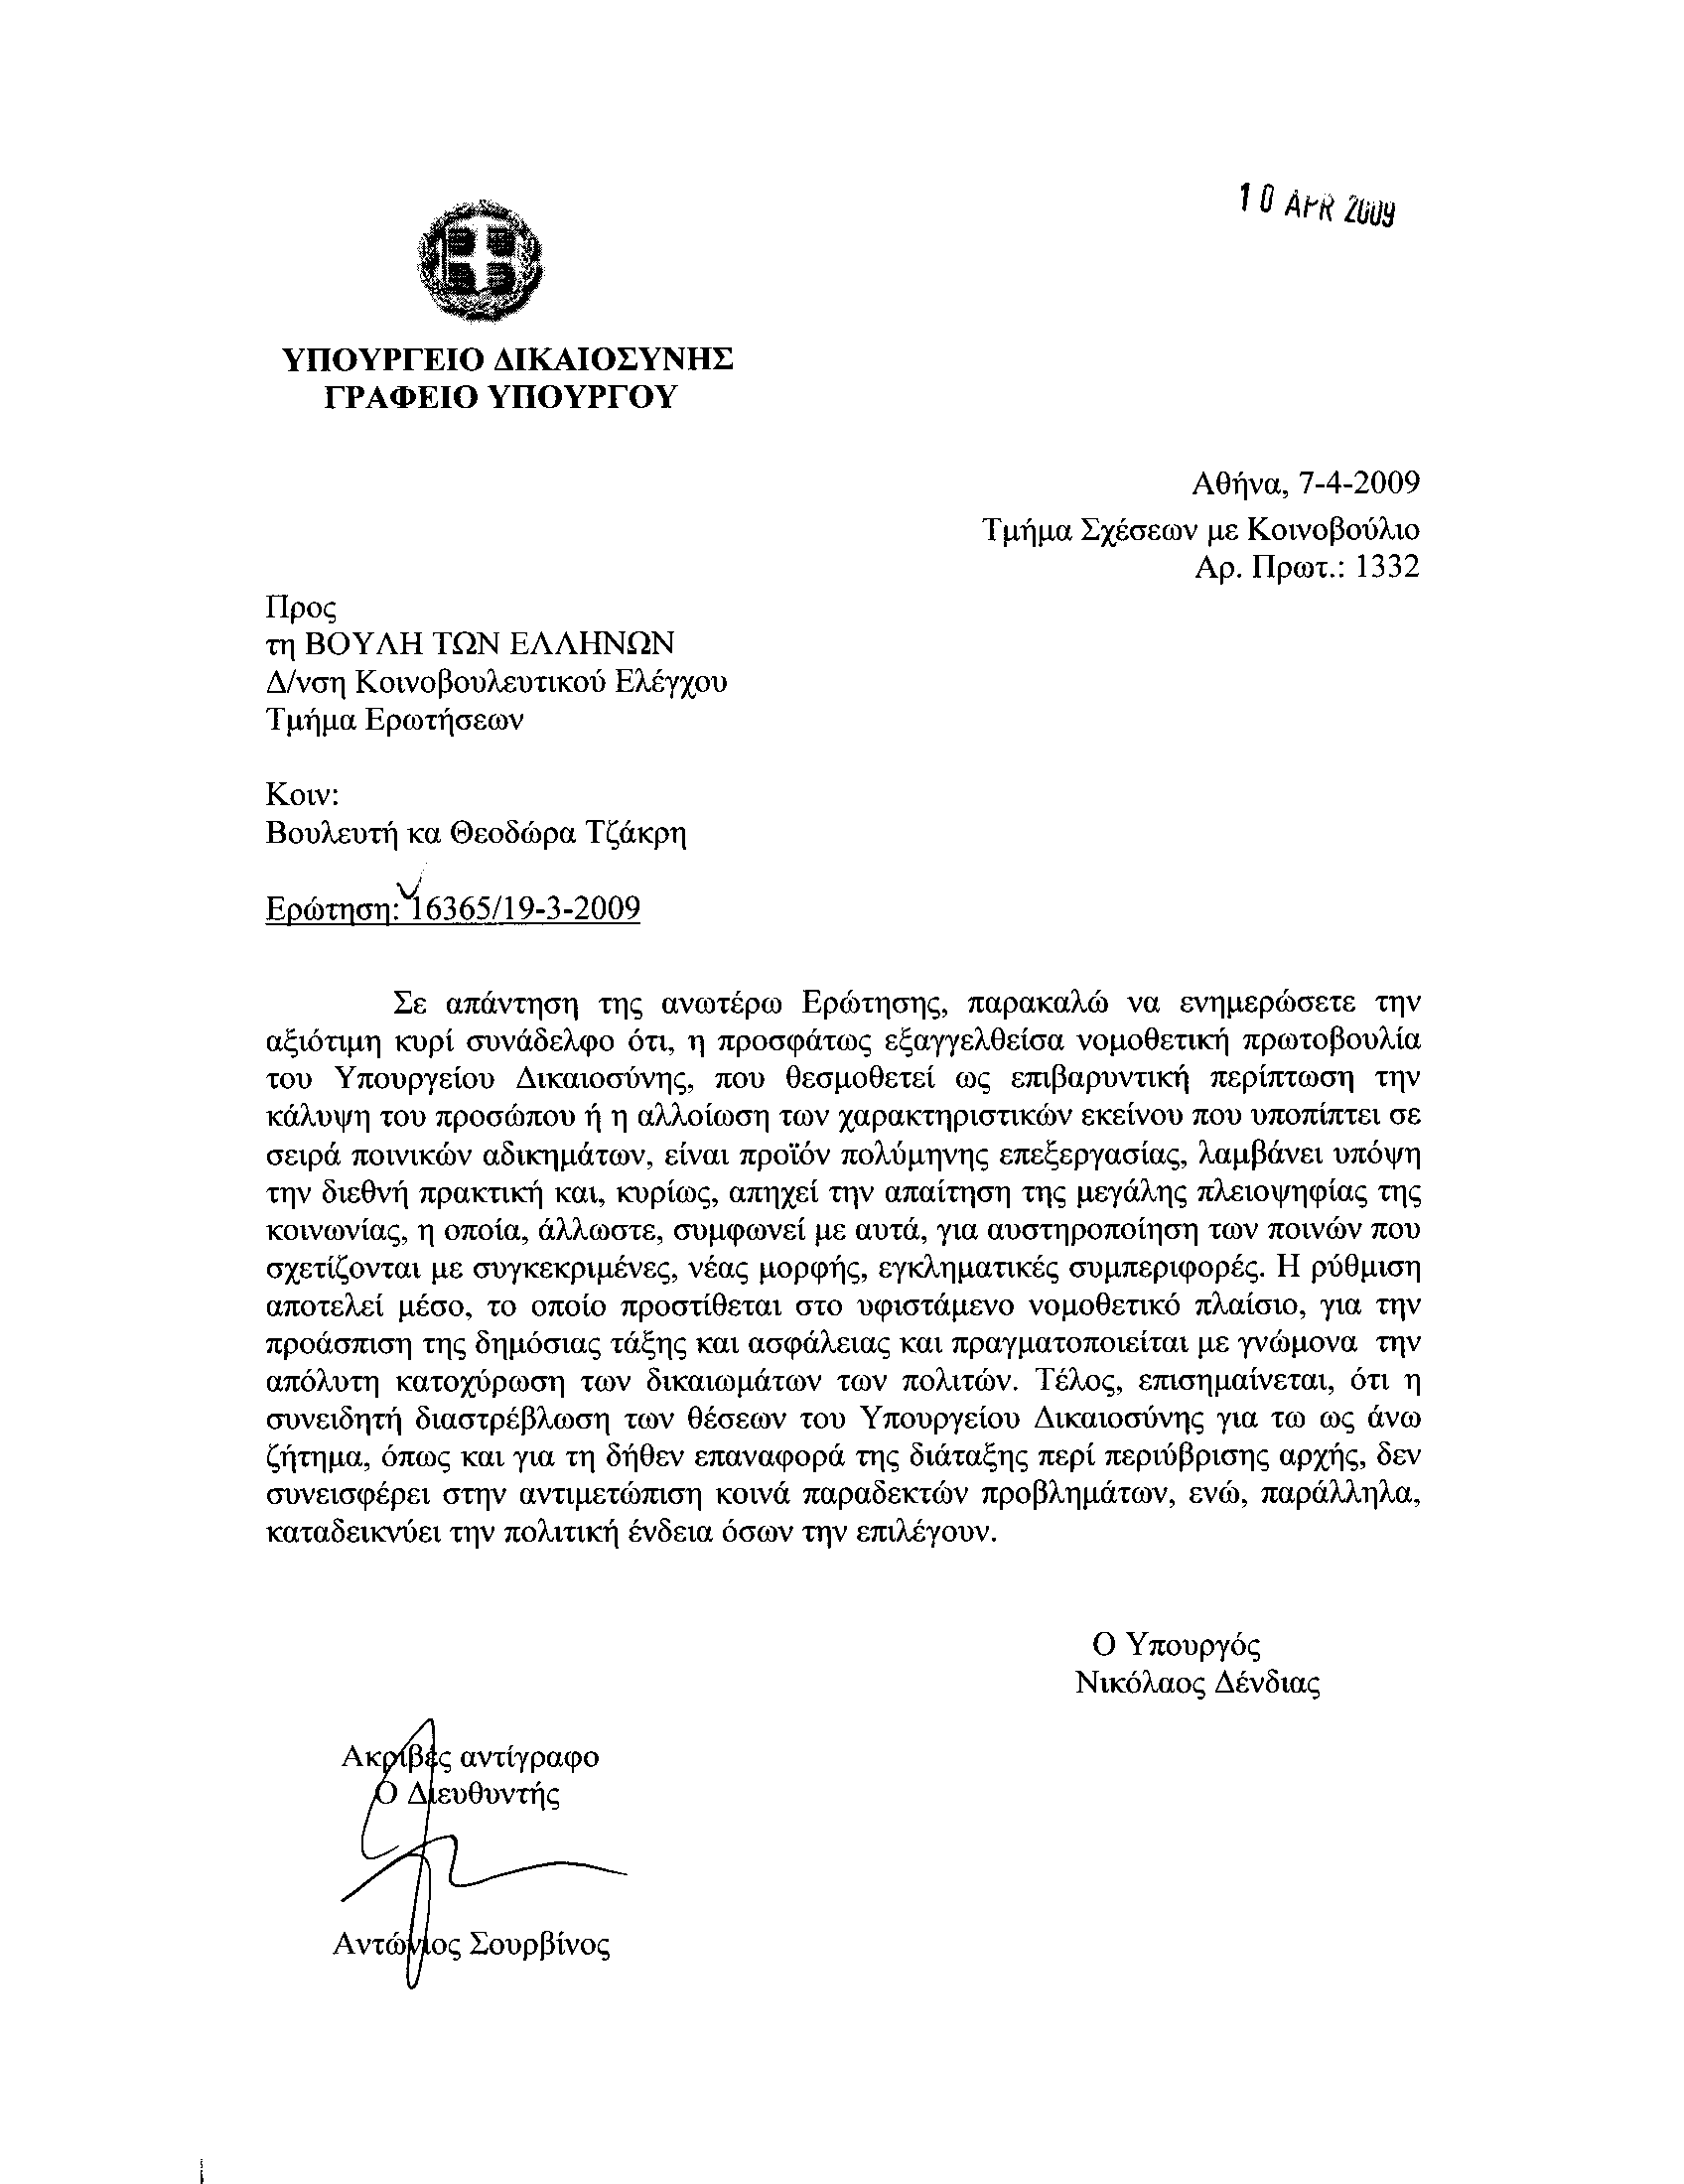 10 APR 2009
ΥΠΟΥΡΓΕΙΟ ΔΙΚΑΙΟΣΥΝΗΣ
ΓΡΑΦΕΙΟ ΥΠΟΥΡΓΟΥ
Αθήνα, 7-4-2009
Τμήμα Σχέσεων με Κοινοβούλιο
Αρ. Πρωτ.: 1332
Προς
τη ΒΟΥΛΗ ΤΩΝ ΕΛΛΗΝΩΝ
Δ/νση Κοινοβουλευτικού Ελέγχου
Τμήμα Ερωτήσεων
Κοιν:
Βουλευτή κα Θεοδώρα Τζάκρη
Ερώτηση: 16365/19-3-2009
Σε απάντηση της ανωτέρω Ερώτησης, παρακαλώ να ενημερώσετε την
αξιότιμη κυρί συνάδελφο ότι, η προσφάτως εξαγγελθείσα νομοθετική πρωτοβουλία
του Υπουργείου Δικαιοσύνης, που θεσμοθετεί ως επιβαρυντική περίπτωση την
κάλυψη του προσώπου ή η αλλοίωση των χαρακτηριστικών εκείνου που υποπίπτει σε
σειρά ποινικών αδικημάτων, είναι προϊόν πολύμηνης επεξεργασίας, λαμβάνει υπόψη
την διεθνή πρακτική και, κυρίως, απηχεί την απαίτηση της μεγάλης πλειοψηφίας της
κοινωνίας, η οποία, άλλωστε, συμφωνεί με αυτά, για αυστηροποίηση των ποινών που
σχετίζονται με συγκεκριμένες, νέας μορφής, εγκληματικές συμπεριφορές. Η ρύθμιση
αποτελεί μέσο, το οποίο προστίθεται στο υφιστάμενο νομοθετικό πλαίσιο, για την
προάσπιση της δημόσιας τάξης και ασφάλειας και πραγματοποιείται με γνώμονα την
απόλυτη κατοχύρωση των δικαιωμάτων των πολιτών. Τέλος, επισημαίνεται, ότι η
συνειδητή διαστρέβλωση των θέσεων του Υπουργείου Δικαιοσύνης για τω ως άνω
ζήτημα, όπως και για τη δήθεν επαναφορά της διάταξης περί περιύβρισης αρχής, δεν
συνεισφέρει στην αντιμετώπιση κοινά παραδεκτών προβλημάτων, ενώ, παράλληλα,
καταδεικνύει την πολιτική ένδεια όσων την επιλέγουν.
Ο Υπουργός
Νικόλαος Δένδιας
Ακριβές αντίγραφο
Ο Διευθυντής
Αντώνιος Σουρβίνος